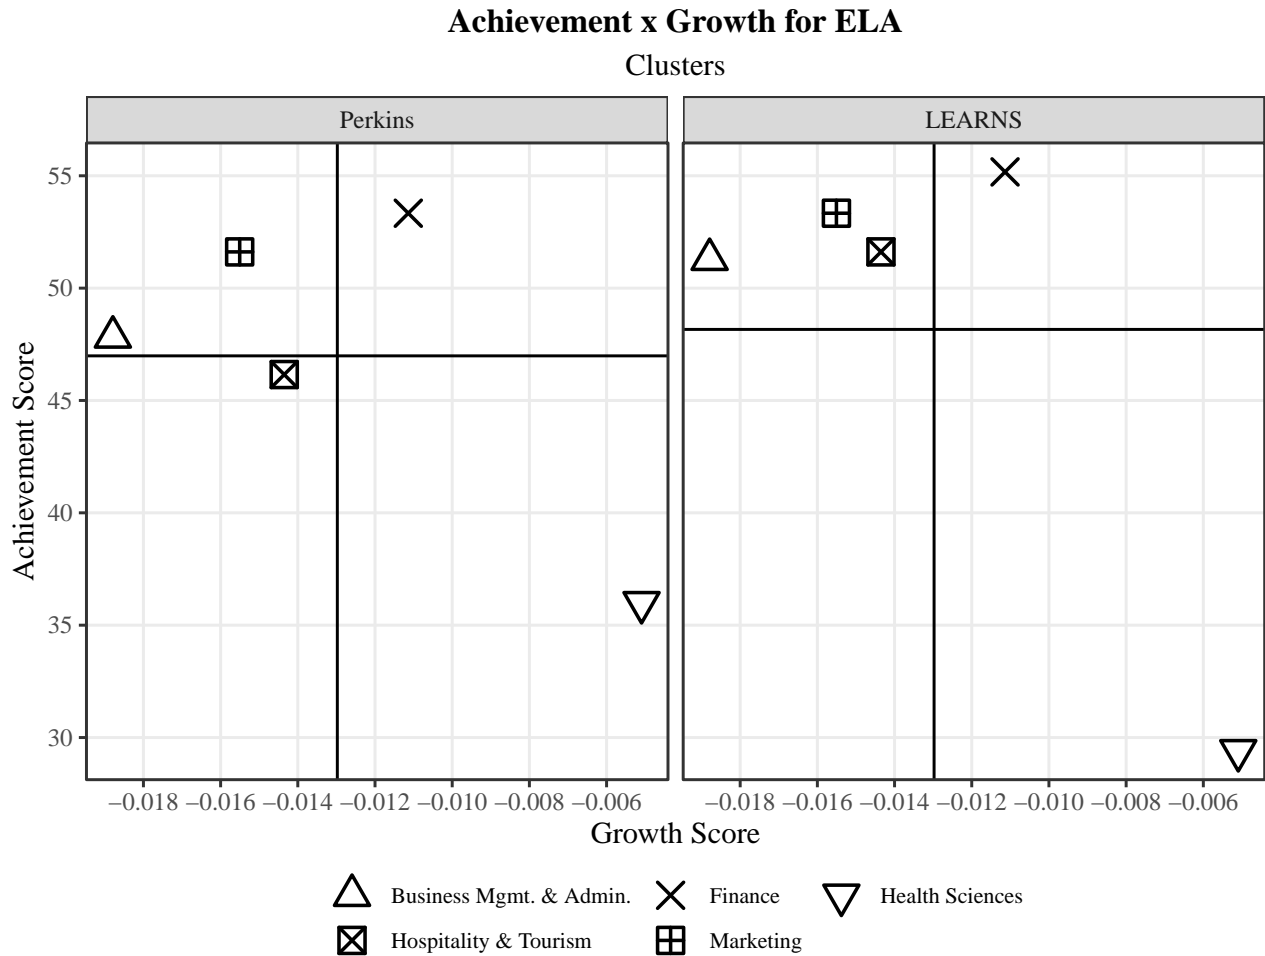 Achievement x Growth for ELA
Clusters
Perkins
LEARNS
Achievement Score
55
50
45
40
35
30
−0.018 −0.016 −0.014 −0.012 −0.010 −0.008 −0.006
−0.018 −0.016 −0.014 −0.012 −0.010 −0.008 −0.006
Growth Score
Business Mgmt. & Admin. Finance Health Sciences
Hospitality & Tourism Marketing